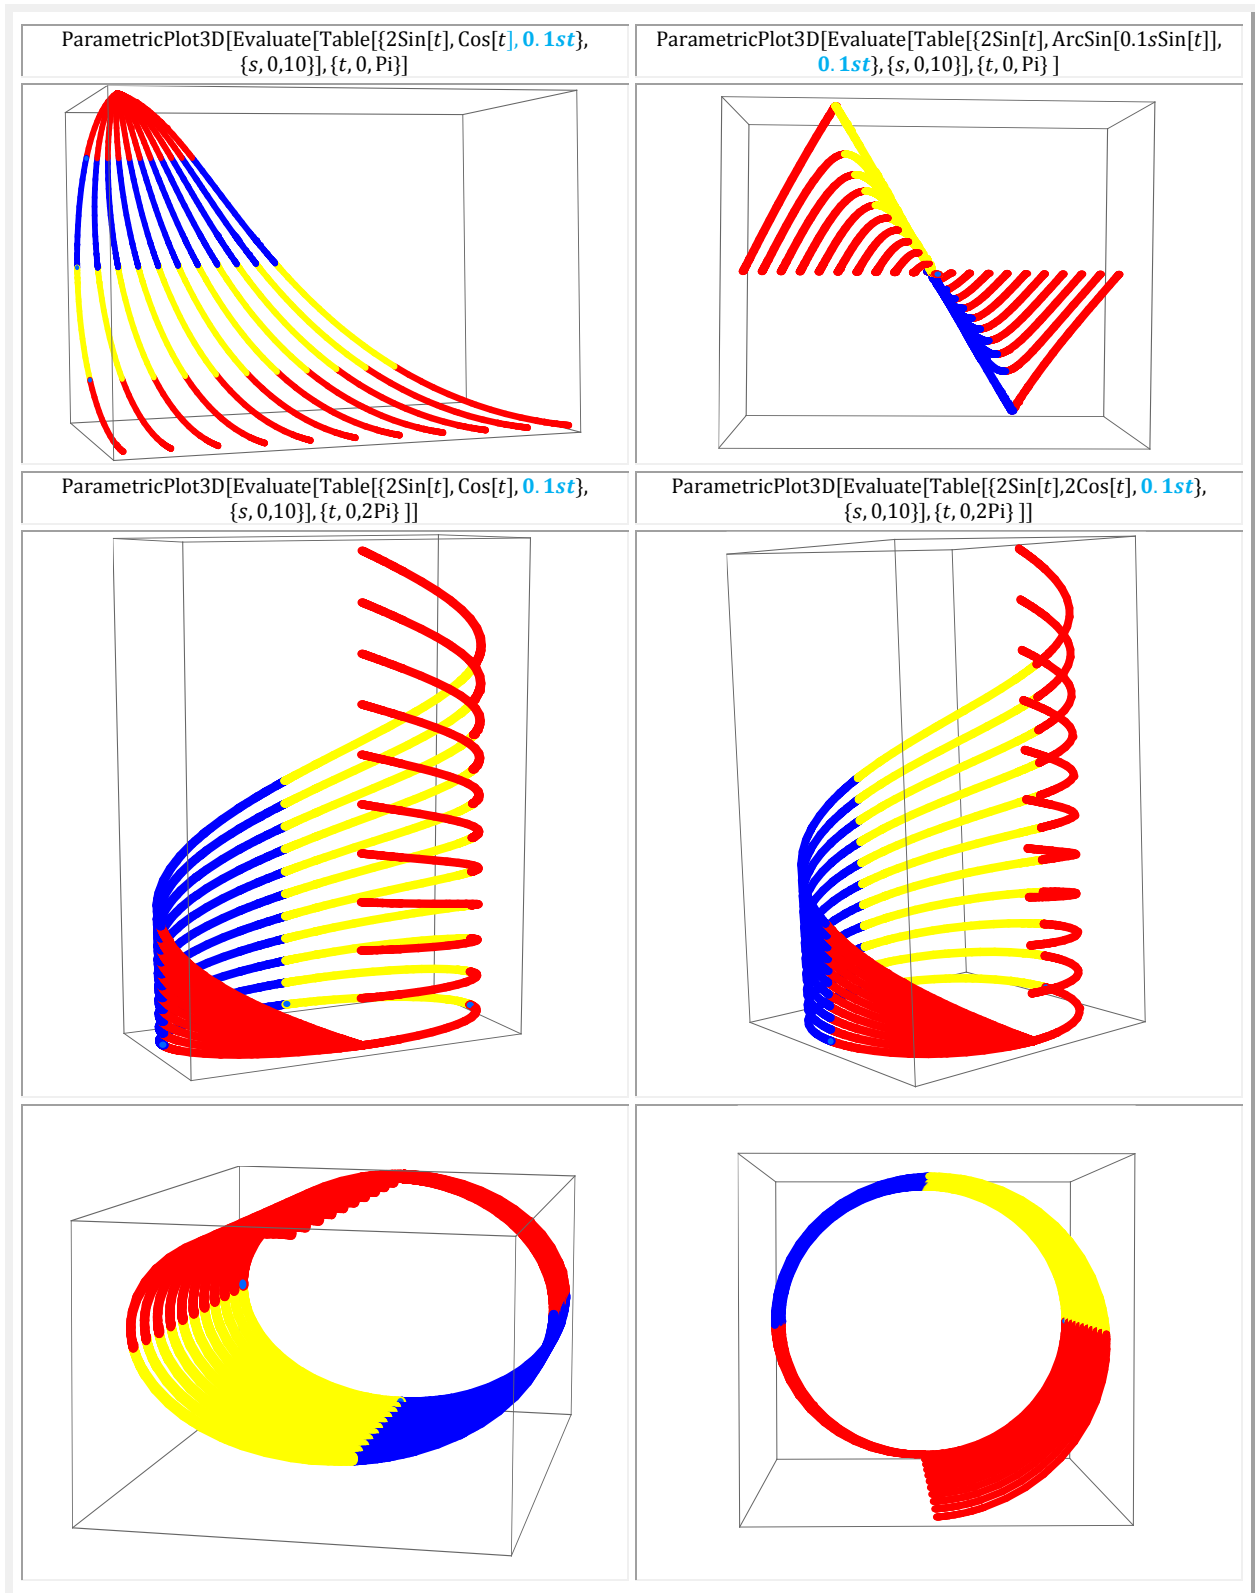 ParametricPlot3D[Evaluate[Table[{2Sin[t], Cos[t], 0.1st},
{s, 0,10}], {t, 0, Pi}]
ParametricPlot3D[Evaluate[Table[{2Sin[t], ArcSin[0.1sSin[t]],
0.1st}, {s, 0,10}], {t, 0, Pi} ]
ParametricPlot3D[Evaluate[Table[{2Sin[t], Cos[t], 0.1st},
{s, 0,10}], {t, 0,2Pi} ]]
ParametricPlot3D[Evaluate[Table[{2Sin[t],2Cos[t], 0.1st},
{s, 0,10}], {t, 0,2Pi} ]]